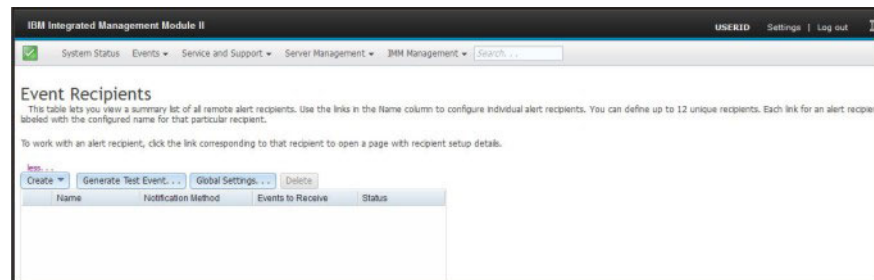 IBM Integrated Management Module II
USERID Settings | Log out
System Status Events Service and Support Server Management IMM Management Search...
Event Recipients
This table lets you view a summary list of all remote alert recipients. Use the links in the Name column to configure individual alert recipients. You can define up to 12 unique recipients. Each link for an alert recipie
labeled with the configured name for that particular recipient.
To work with an alert recipient, click the link corresponding to that recipient to open a page with recipient setup details.
less...
Create Generate Test Event... Global Settings... Delete
Name Notification Method Events to Receive Status